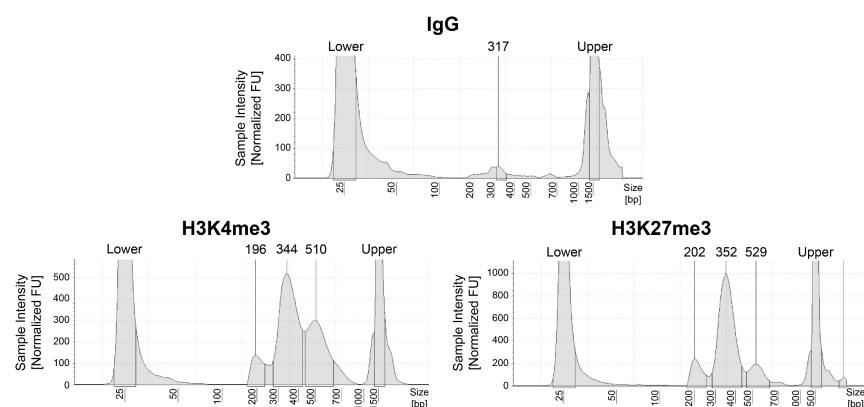 IgG
Lower 317 Upper
Sample Intensity
[Normalized FU]
400
300
200
100
0
25 50 100 200 300 400 500 700 1000 1500 Size
[bp]
H3K4me3
Lower 196 344 510 Upper
Sample Intensity
[Normalized FU]
500
400
300
200
100
0
25 50 100 200 300 400 500 700 1000 1500 Size
[bp]
H3K27me3
Lower 202 352 529 Upper
Sample Intensity
[Normalized FU]
1000
800
600
400
200
0
25 50 100 200 300 400 500 700 1000 1500 Size
[bp]